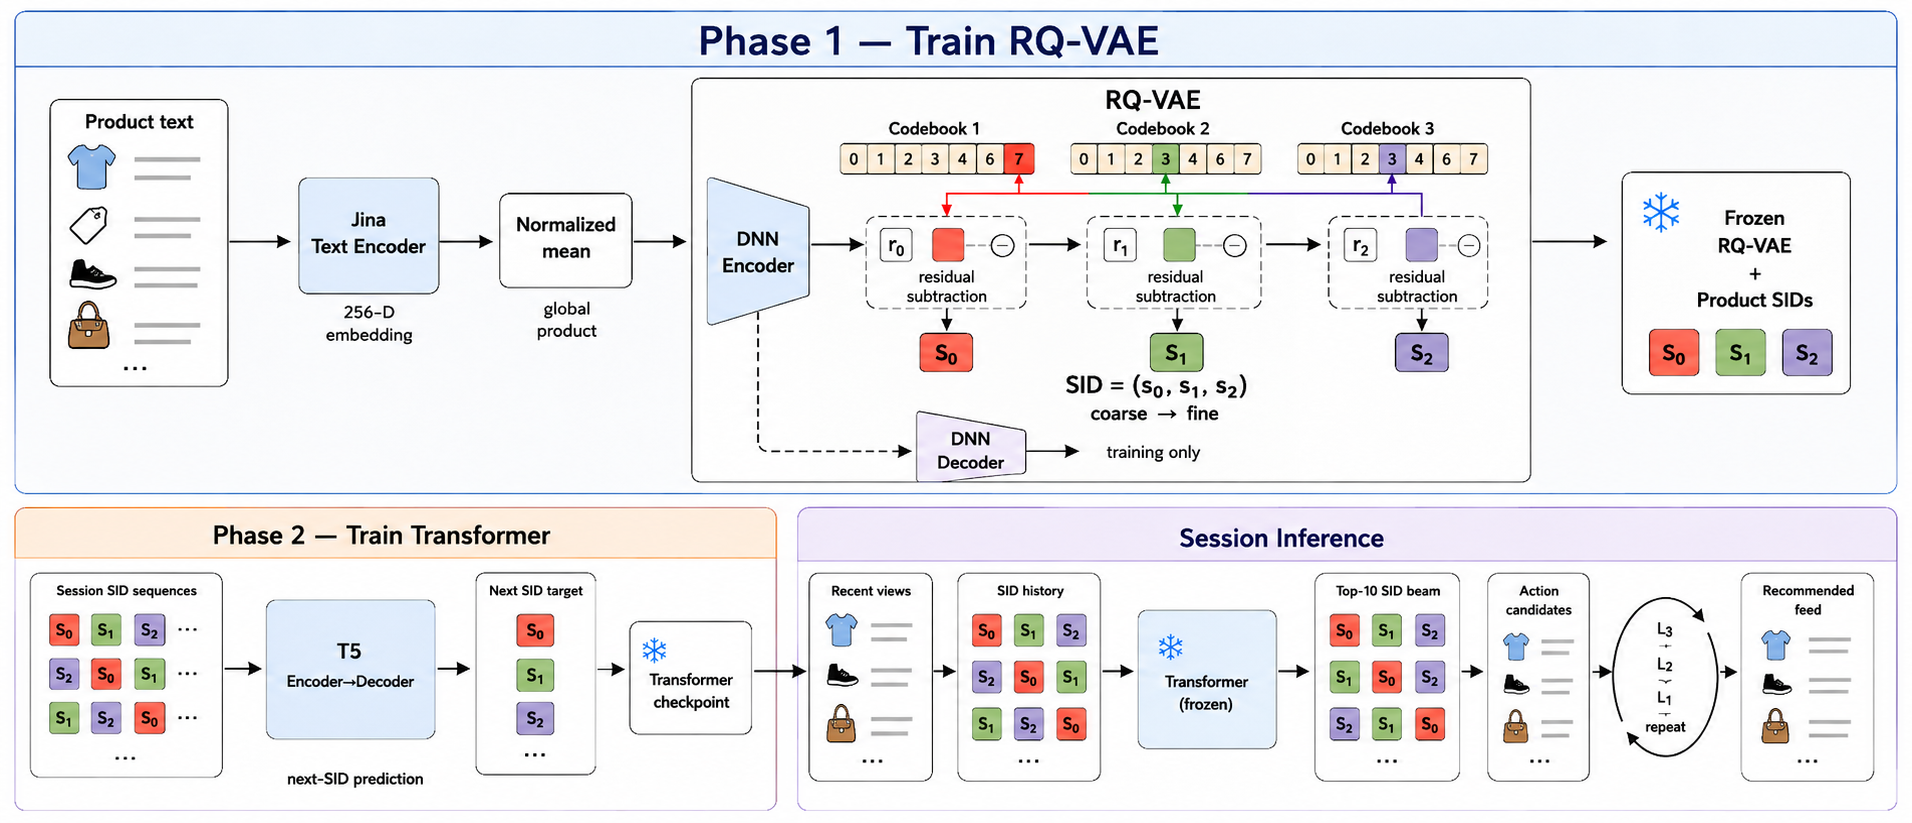 Phase 1 — Train RQ-VAE
Product text
...
Jina
Text Encoder
256-D
embedding
Normalized
mean
global
product
RQ-VAE
Codebook 1
0 1 2 3 4 6 7
Codebook 2
0 1 2 3 4 6 7
Codebook 3
0 1 2 3 4 6 7
DNN
Encoder
r₀ −
residual
subtraction
r₁ −
residual
subtraction
r₂ −
residual
subtraction
S₀
S₁
S₂
SID = (s₀, s₁, s₂)
coarse → fine
DNN
Decoder
training only
Frozen
RQ-VAE
+
Product SIDs
S₀ S₁ S₂
Phase 2 — Train Transformer
Session SID sequences
S₀ S₁ S₂ ...
S₂ S₀ S₁ ...
S₁ S₂ S₀ ...
...
T5
Encoder→Decoder
next-SID prediction
Next SID target
S₀
S₁
S₂
...
Transformer
checkpoint
Session Inference
Recent views
...
SID history
S₀ S₁ S₂
S₂ S₀ S₁
S₁ S₂ S₀
...
Transformer
(frozen)
Top-10 SID beam
S₀ S₁ S₂
S₁ S₀ S₂
S₂ S₁ S₀
...
Action
candidates
...
L₃
L₂
L₁
repeat
Recommended
feed
...